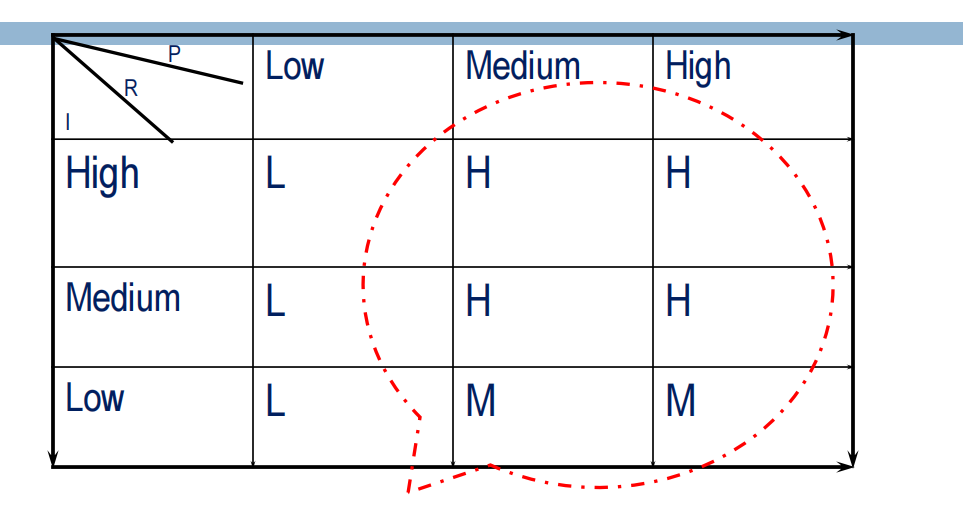 P
R
I
Low Medium High
High L H H
Medium L H H
Low L M M